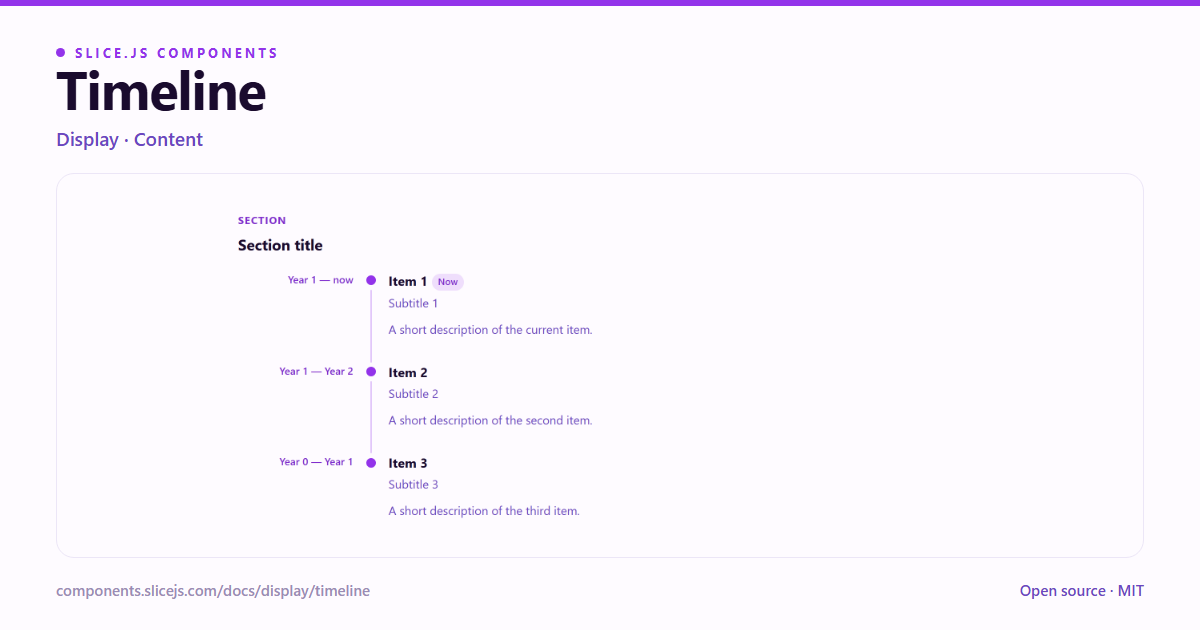 SLICE.JS COMPONENTS
Timeline
Display · Content
SECTION
Section title
Year 1 — now
Item 1 Now
Subtitle 1
A short description of the current item.
Year 1 — Year 2
Item 2
Subtitle 2
A short description of the second item.
Year 0 — Year 1
Item 3
Subtitle 3
A short description of the third item.
components.slicejs.com/docs/display/timeline
Open source · MIT